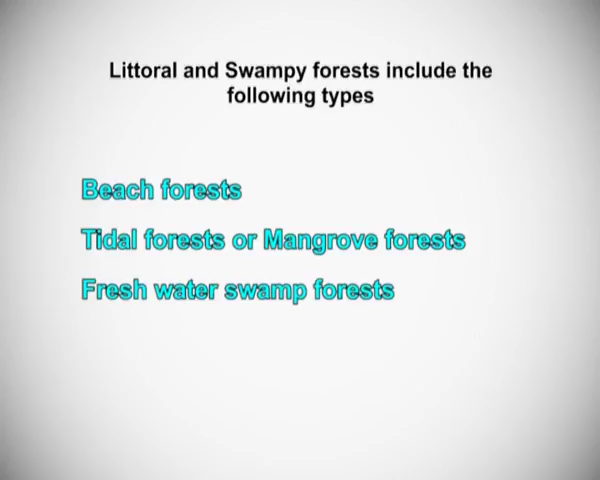 Littoral and Swampy forests include the
following types
Beach forests
Tidal forests or Mangrove forests
Fresh water swamp forests